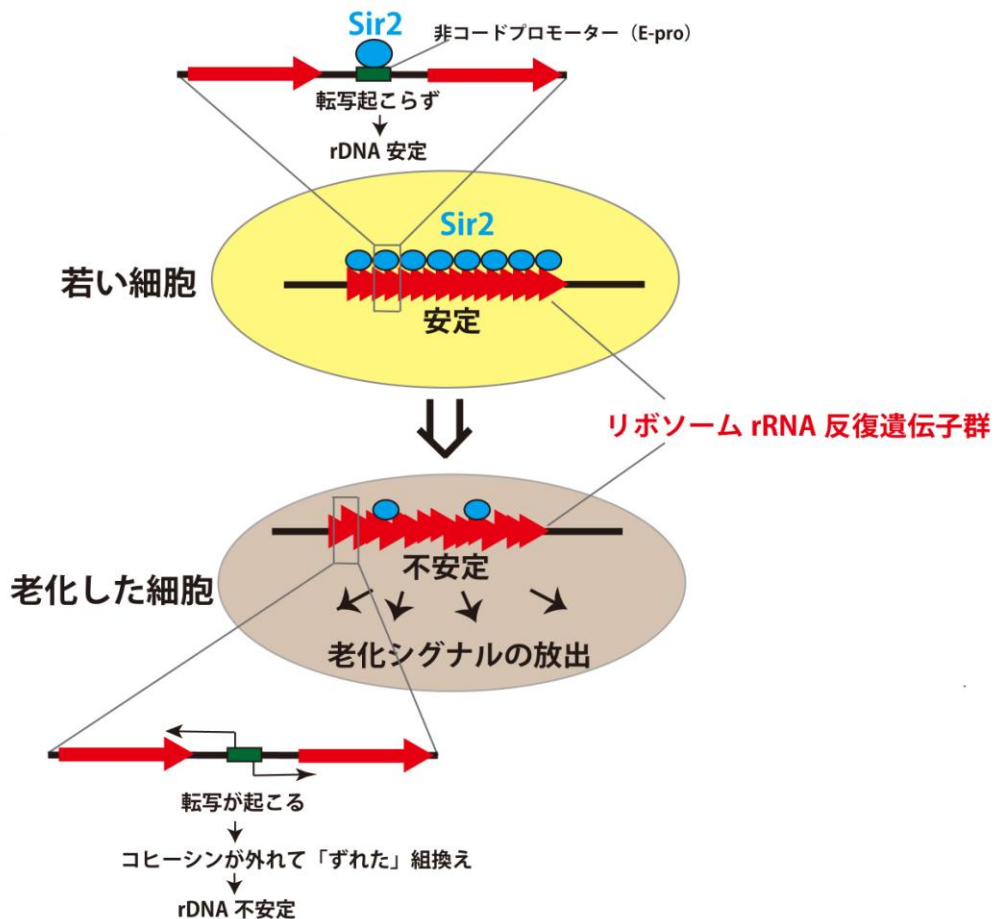 Sir2
非コードプロモーター（E-pro）
転写起こらず
rDNA 安定
Sir2
若い細胞
安定
リボソーム rRNA 反復遺伝子群
不安定
老化した細胞
老化シグナルの放出
転写が起こる
コヒーシンが外れて「ずれた」組換え
rDNA 不安定